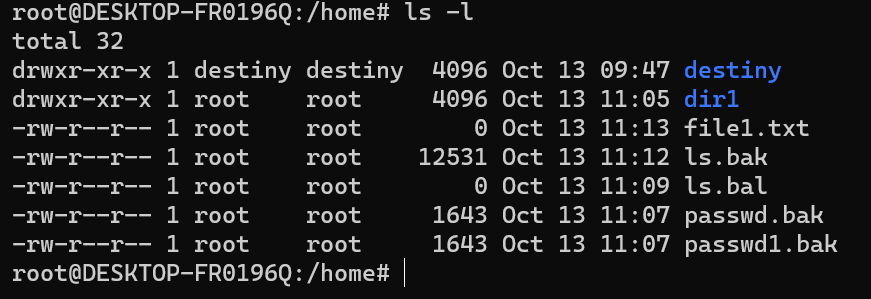 root@DESKTOP-FR0196Q:/home# ls -l
total 32
drwxr-xr-x 1 destiny destiny  4096 Oct 13 09:47 destiny
drwxr-xr-x 1 root    root     4096 Oct 13 11:05 dir1
-rw-r--r-- 1 root    root        0 Oct 13 11:13 file1.txt
-rw-r--r-- 1 root    root    12531 Oct 13 11:12 ls.bak
-rw-r--r-- 1 root    root        0 Oct 13 11:09 ls.bal
-rw-r--r-- 1 root    root     1643 Oct 13 11:07 passwd.bak
-rw-r--r-- 1 root    root     1643 Oct 13 11:07 passwd1.bak
root@DESKTOP-FR0196Q:/home#